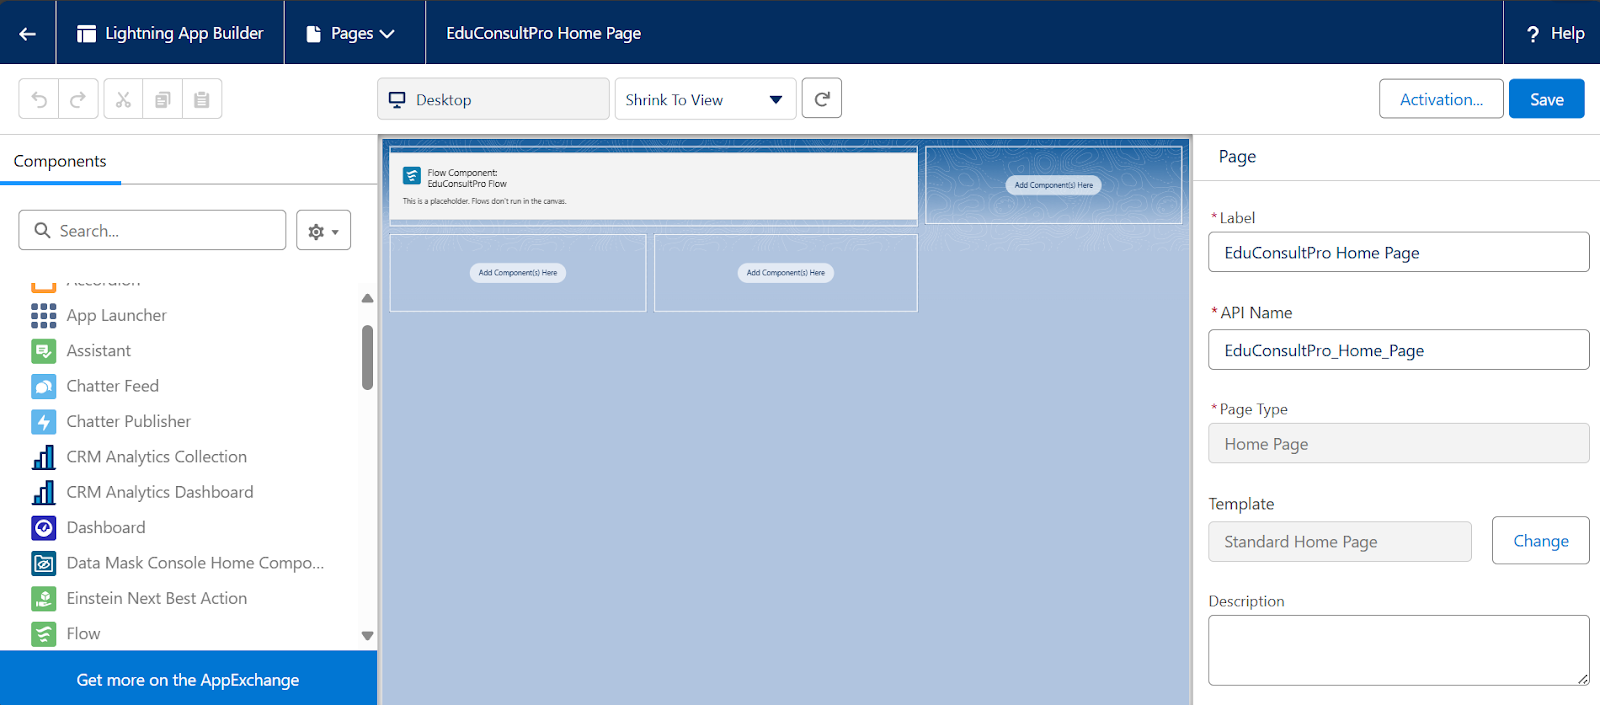 Lightning App Builder
Pages
EduConsultPro Home Page
? Help
Desktop
Shrink To View
Activation...
Save
Components
Search...
Accordion
App Launcher
Assistant
Chatter Feed
Chatter Publisher
CRM Analytics Collection
CRM Analytics Dashboard
Dashboard
Data Mask Console Home Compo...
Einstein Next Best Action
Flow
Get more on the AppExchange
Flow Component:
EduConsultPro Flow
This is a placeholder. Flows don't run in the canvas.
Add Component(s) Here
Add Component(s) Here
Add Component(s) Here
Page
*Label
EduConsultPro Home Page
*API Name
EduConsultPro_Home_Page
*Page Type
Home Page
Template
Standard Home Page
Change
Description